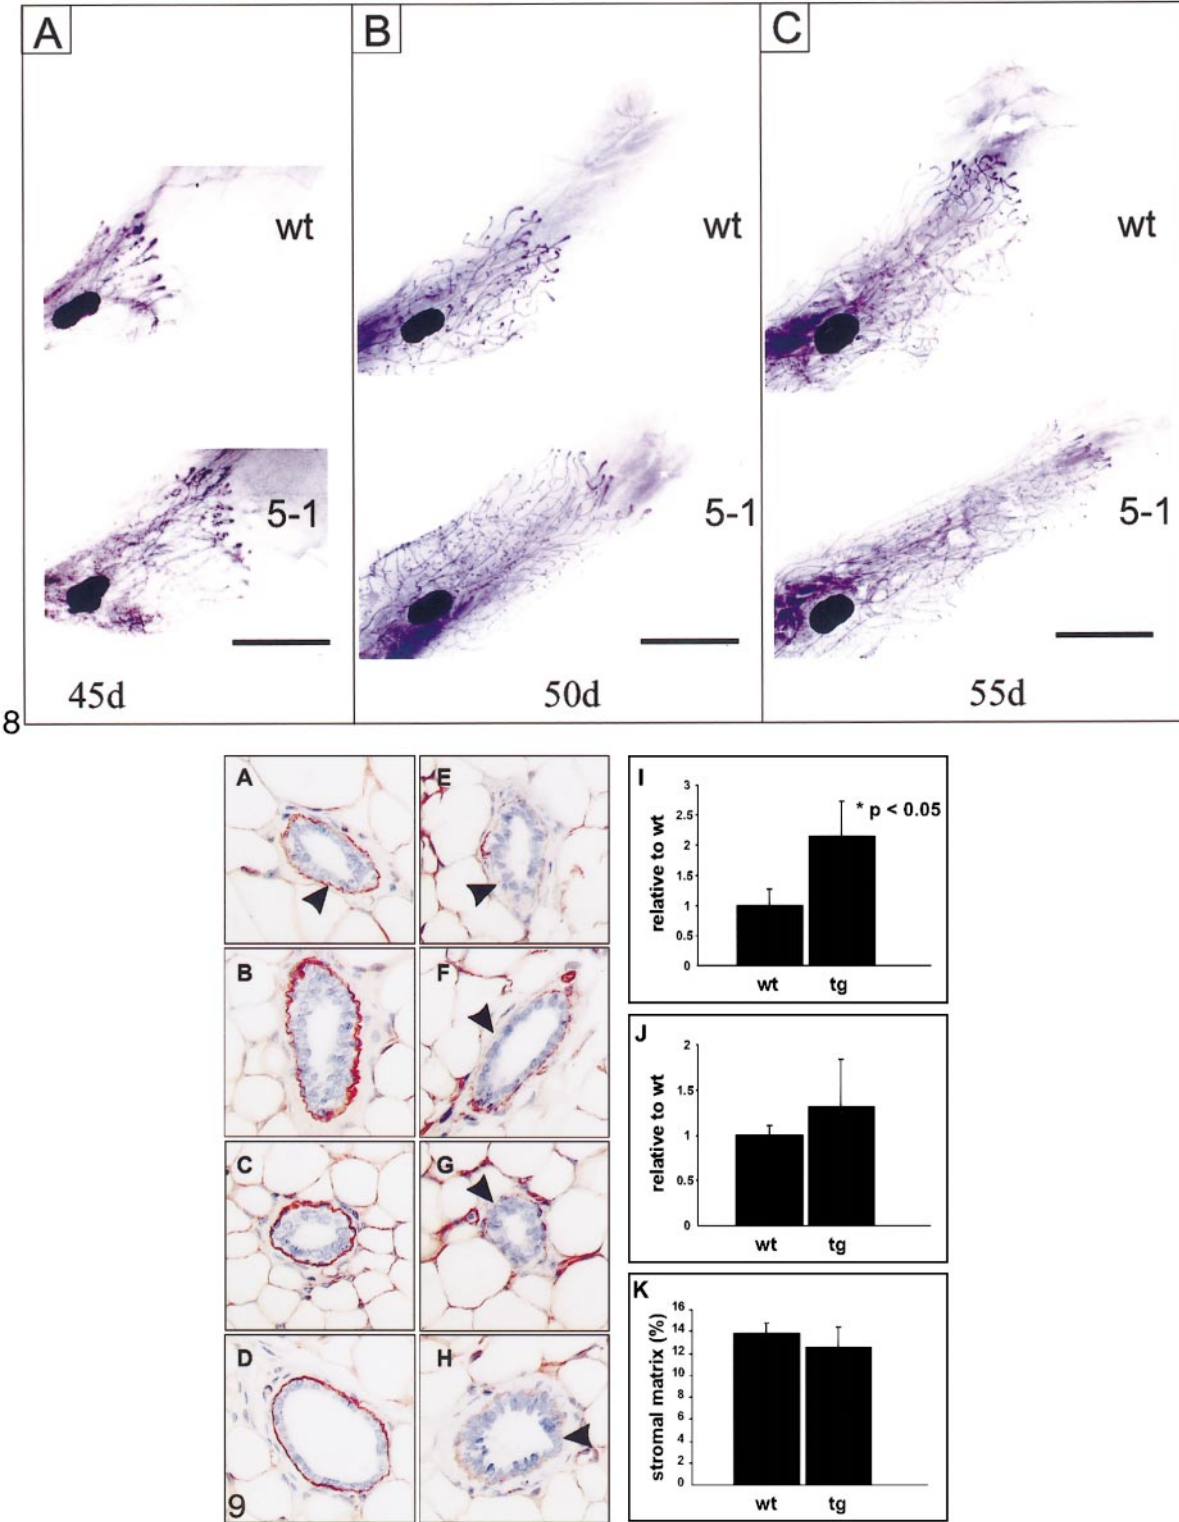 A
B
C
wt
wt
wt
5-1
5-1
5-1
45d
50d
55d
8
A
B
C
D
E
F
G
H
9
I
relative to wt
3
2.5
2
1.5
1
0.5
0
* p < 0.05
wt tg
J
relative to wt
2
1.5
1
0.5
0
wt tg
K
stromal matrix (%)
16
14
12
10
8
6
4
2
0
wt tg